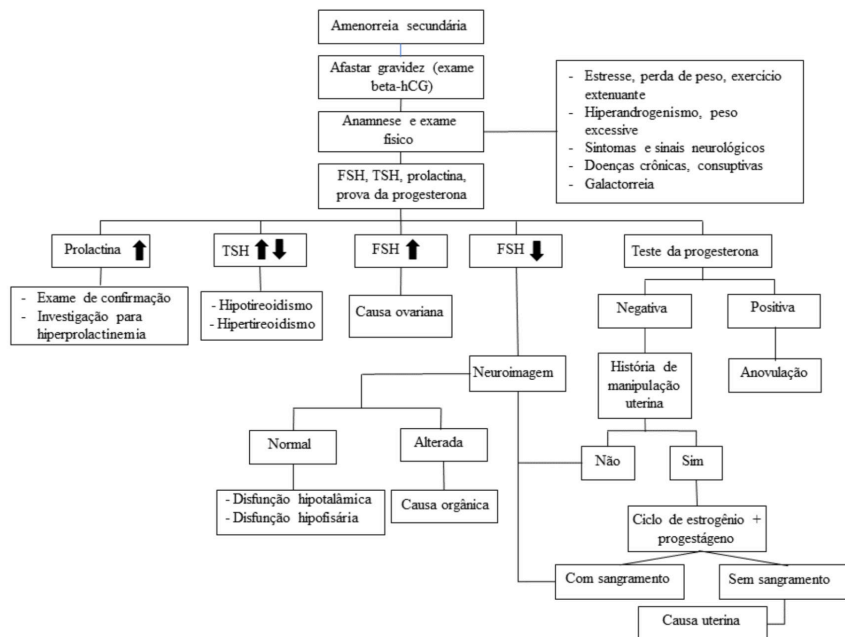 Amenorreia secundária
Afastar gravidez (exame
beta-hCG)
Anamnese e exame
físico
- Estresse, perda de peso, exercício
extenuante
- Hiperandrogenismo, peso
excessive
- Sintomas e sinais neurológicos
- Doenças crônicas, consuptivas
- Galactorreia
FSH, TSH, prolactina,
prova da progesterona
Prolactina
TSH
FSH
FSH
Teste da progesterona
- Exame de confirmação
- Investigação para
hiperprolactinemia
- Hipotireoidismo
- Hipertireoidismo
Causa ovariana
Negativa
Positiva
Neuroimagem
História de
manipulação
uterina
Anovulação
Normal
Alterada
Não
Sim
- Disfunção hipotalâmica
- Disfunção hipofisária
Causa orgânica
Ciclo de estrogênio +
progestágeno
Com sangramento
Sem sangramento
Causa uterina